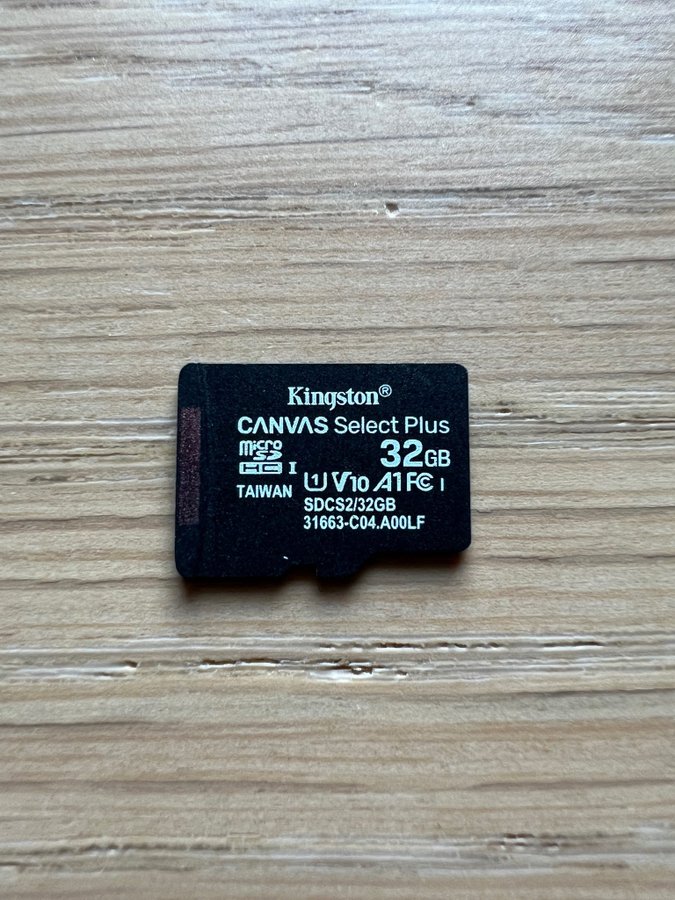 Kingston®
CANVAS Select Plus
micro SD HC I
32GB
U1 V10 A1 FC I
TAIWAN
SDCS2/32GB
31663-C04.A00LF